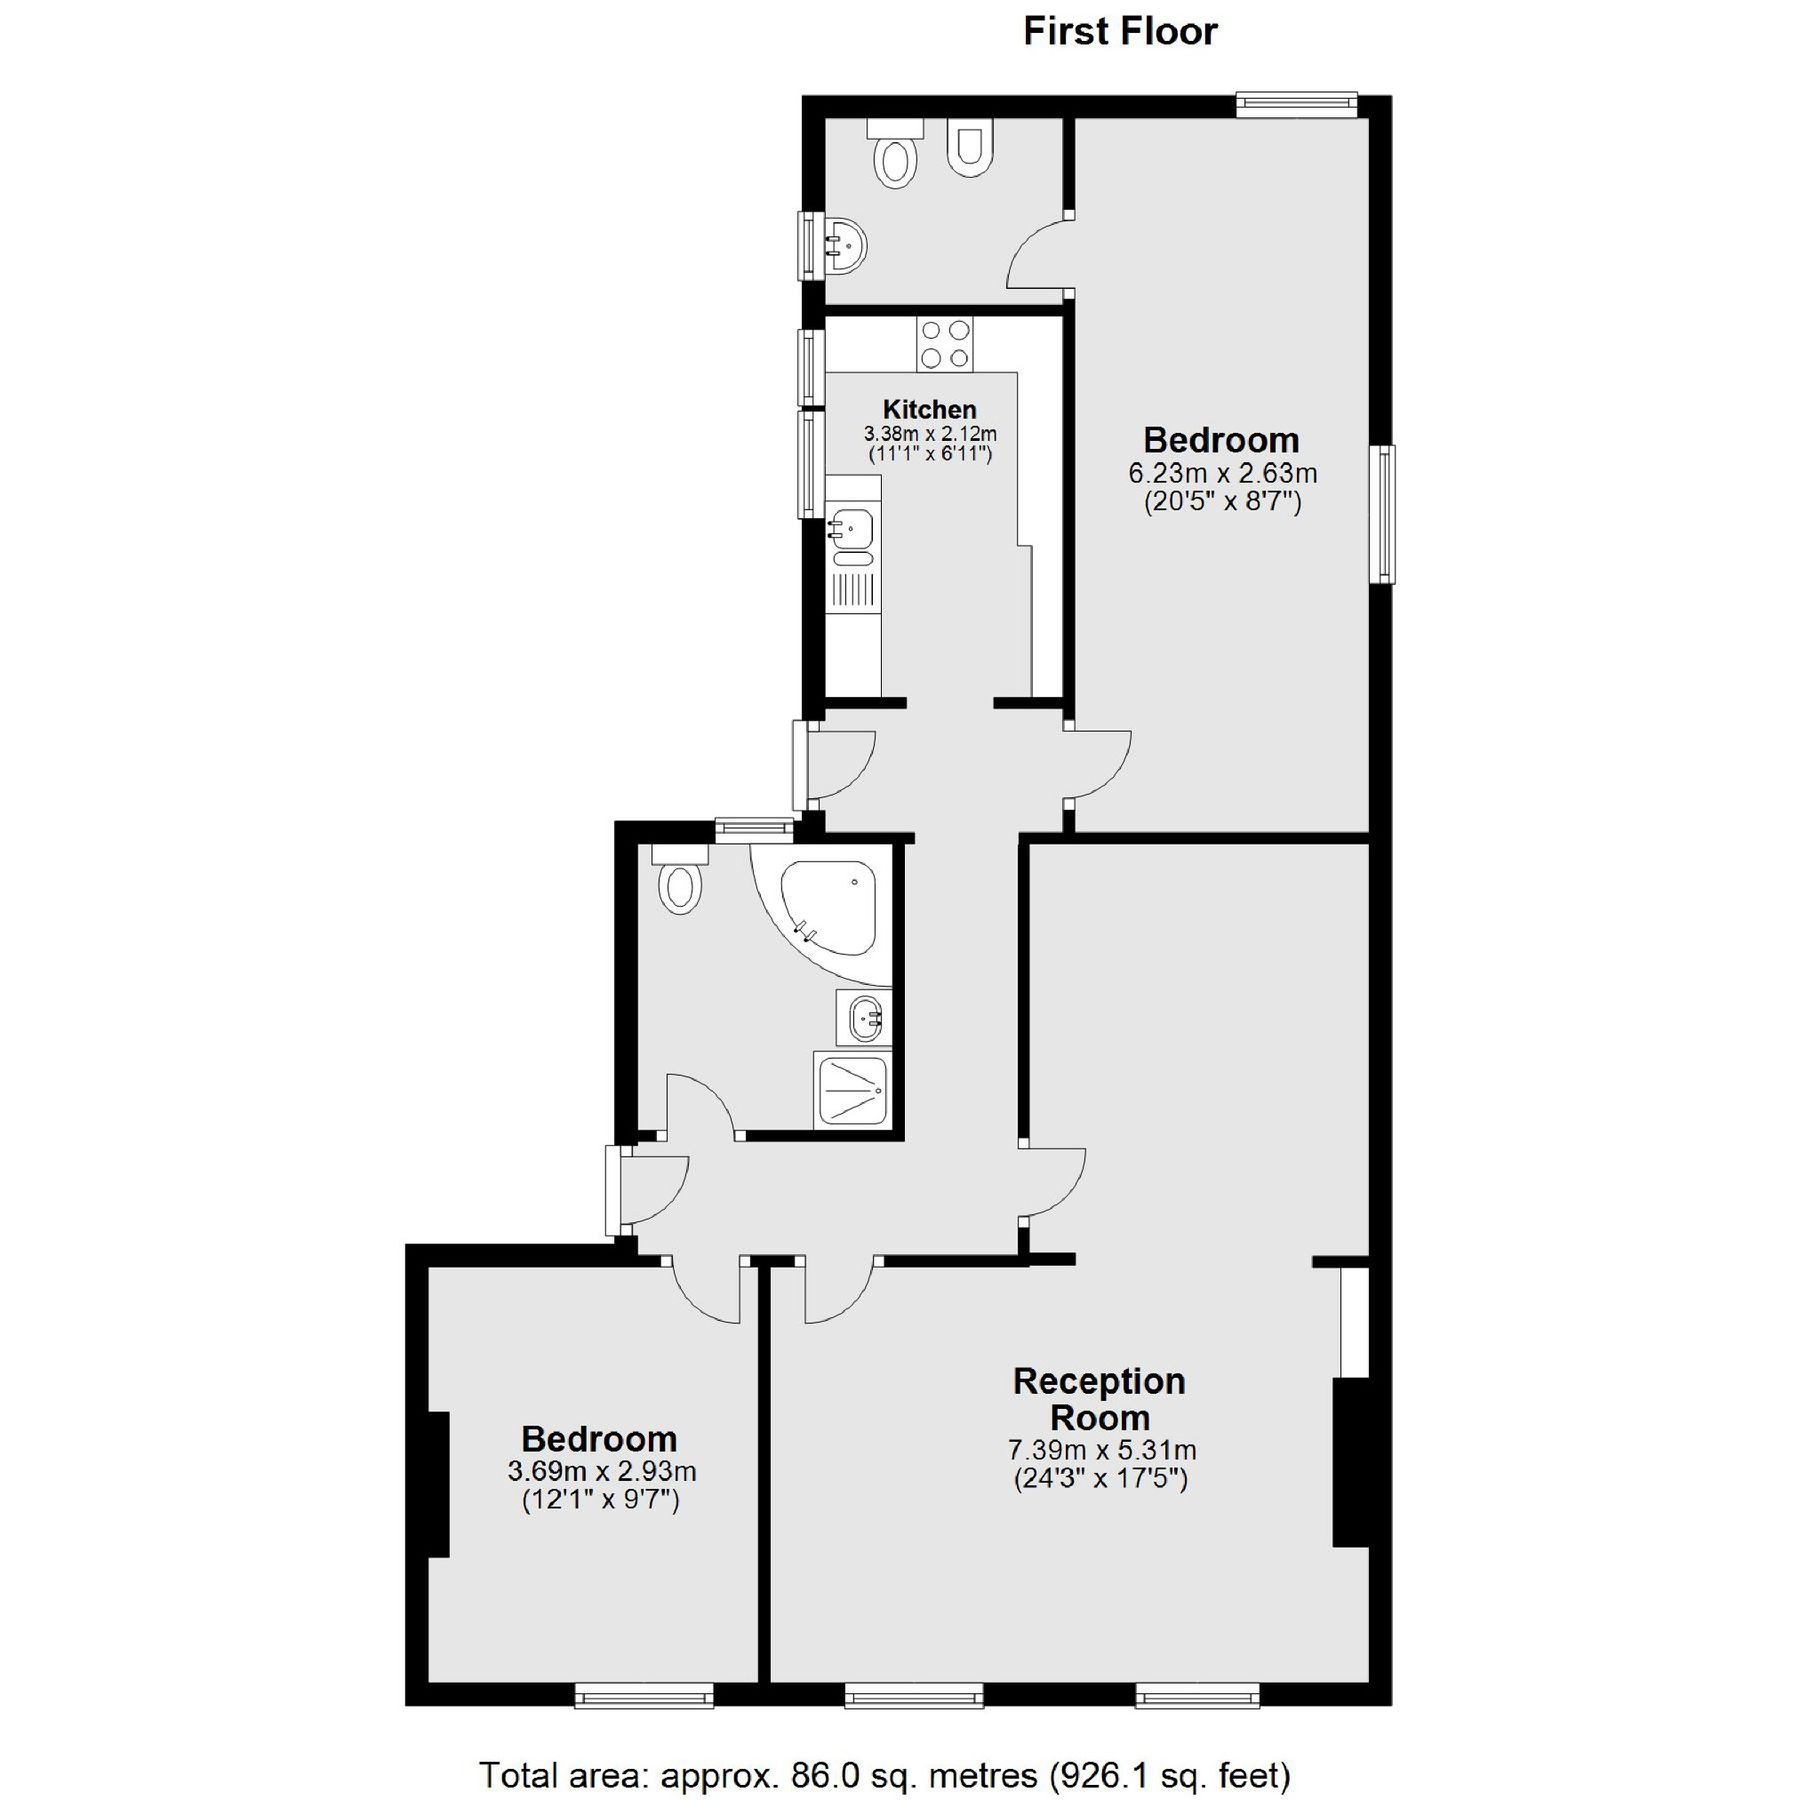 First Floor
Kitchen
3.38m x 2.12m
(11'1" x 6'11")
Bedroom
6.23m x 2.63m
(20'5" x 8'7")
Reception
Room
7.39m x 5.31m
(24'3" x 17'5")
Bedroom
3.69m x 2.93m
(12'1" x 9'7")
Total area: approx. 86.0 sq. metres (926.1 sq. feet)